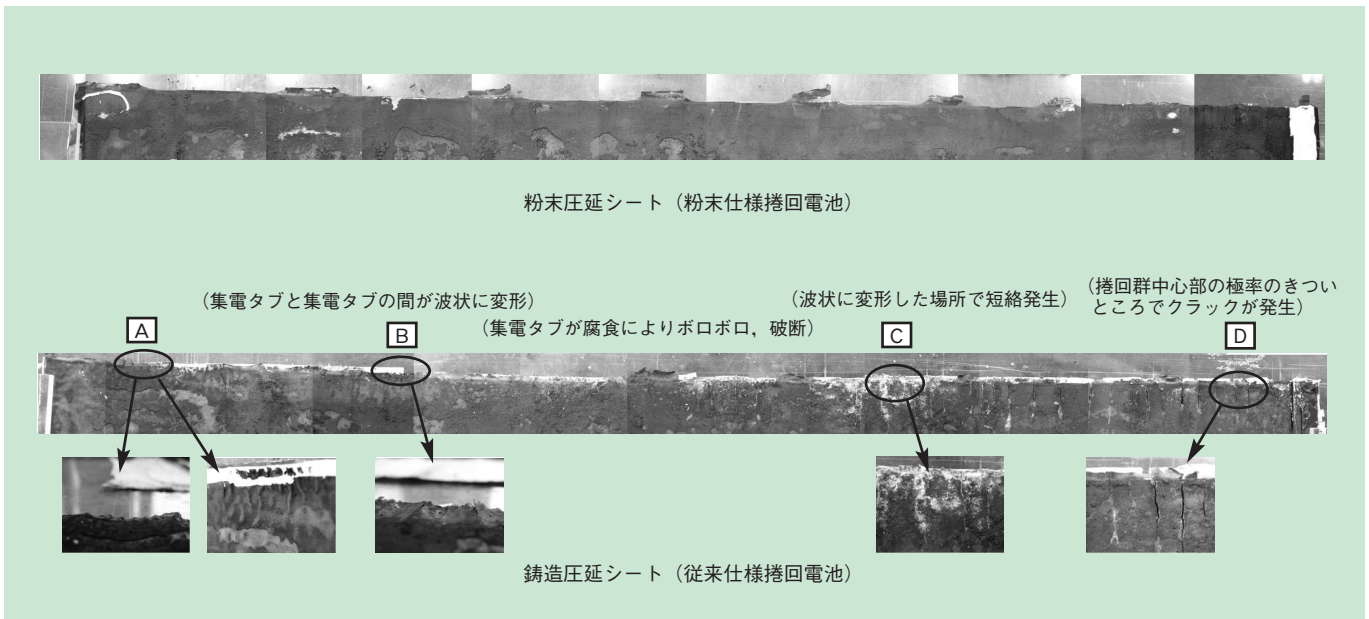 粉末圧延シート（粉末仕様捲回電池）
（集電タブと集電タブの間が波状に変形）
（集電タブが腐食によりボロボロ，破断）
（波状に変形した場所で短絡発生）
（捲回群中心部の極率のきつい
ところでクラックが発生）
A
B
C
D
鋳造圧延シート（従来仕様捲回電池）